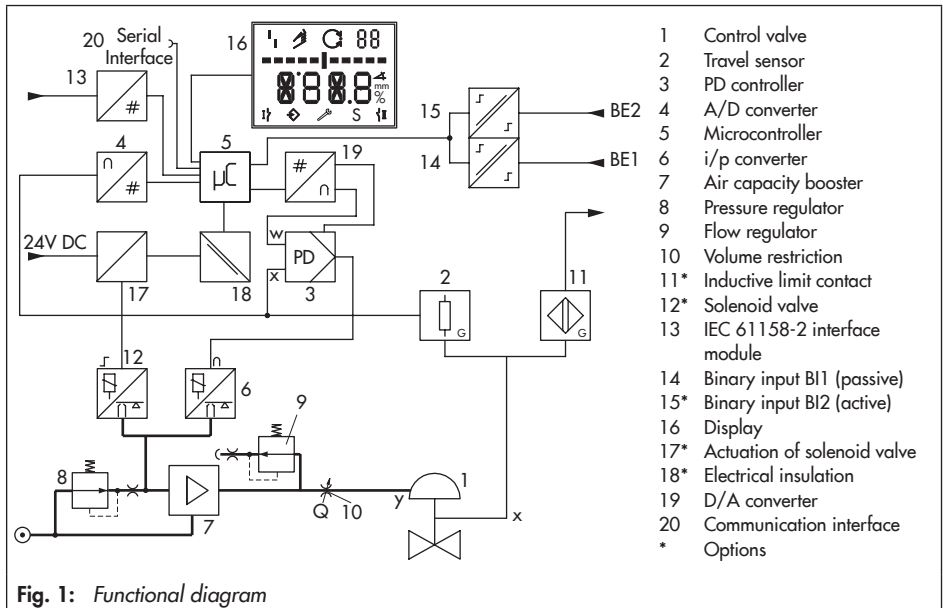 20 Serial
Interface
16
88
13
#
mm
%
S
15
BE2
4
5
19
14
BE1
∩
#
µC
#
∩
24V DC
w
PD
x
17
18
3
2
11
G
G
12
∩
6
9
8
7
Q
10
y
1
x
1 Control valve
2 Travel sensor
3 PD controller
4 A/D converter
5 Microcontroller
6 i/p converter
7 Air capacity booster
8 Pressure regulator
9 Flow regulator
10 Volume restriction
11* Inductive limit contact
12* Solenoid valve
13 IEC 61158-2 interface
module
14 Binary input BI1 (passive)
15* Binary input BI2 (active)
16 Display
17* Actuation of solenoid valve
18* Electrical insulation
19 D/A converter
20 Communication interface
* Options
Fig. 1: Functional diagram